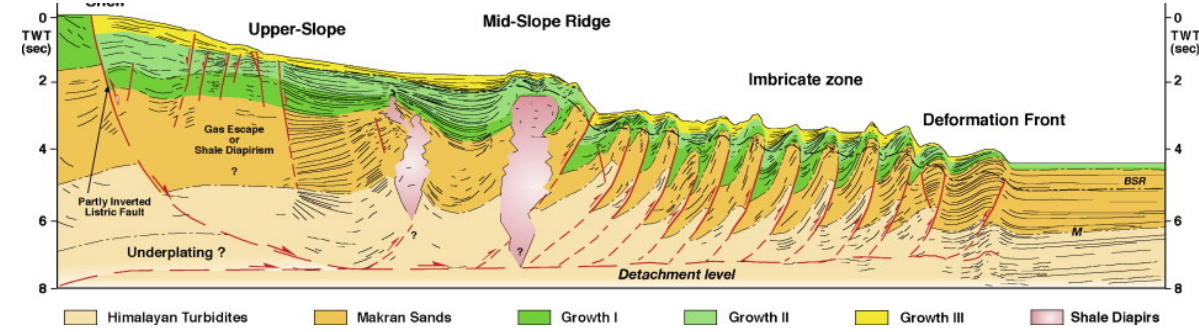 Shelf
0
TWT
(sec)
2
4
6
8
Upper-Slope
Mid-Slope Ridge
Imbricate zone
Deformation Front
0
TWT
(sec)
2
4
6
8
Gas Escape
or
Shale Diapirism
?
Partly Inverted
Listric Fault
Underplating ?
?
?
Detachment level
BSR
M
Himalayan Turbidites
Makran Sands
Growth I
Growth II
Growth III
Shale Diapirs